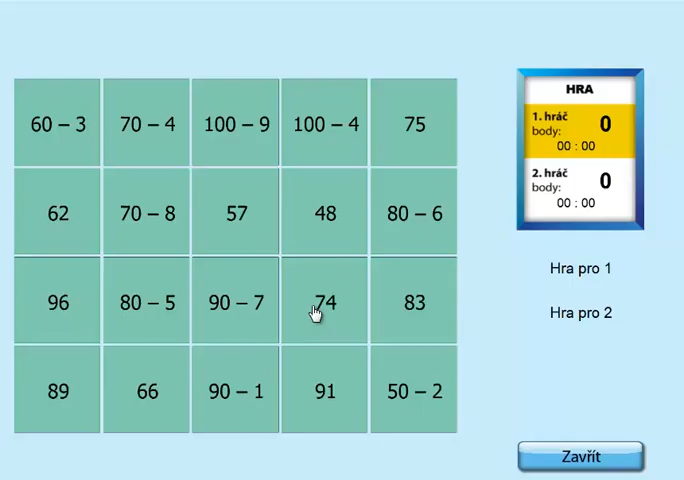 60 – 3 70 – 4 100 – 9 100 – 4 75
62 70 – 8 57 48 80 – 6
96 80 – 5 90 – 7 74 83
89 66 90 – 1 91 50 – 2
HRA
1. hráč
body: 0
00 : 00
2. hráč
body: 0
00 : 00
Hra pro 1
Hra pro 2
Zavřít